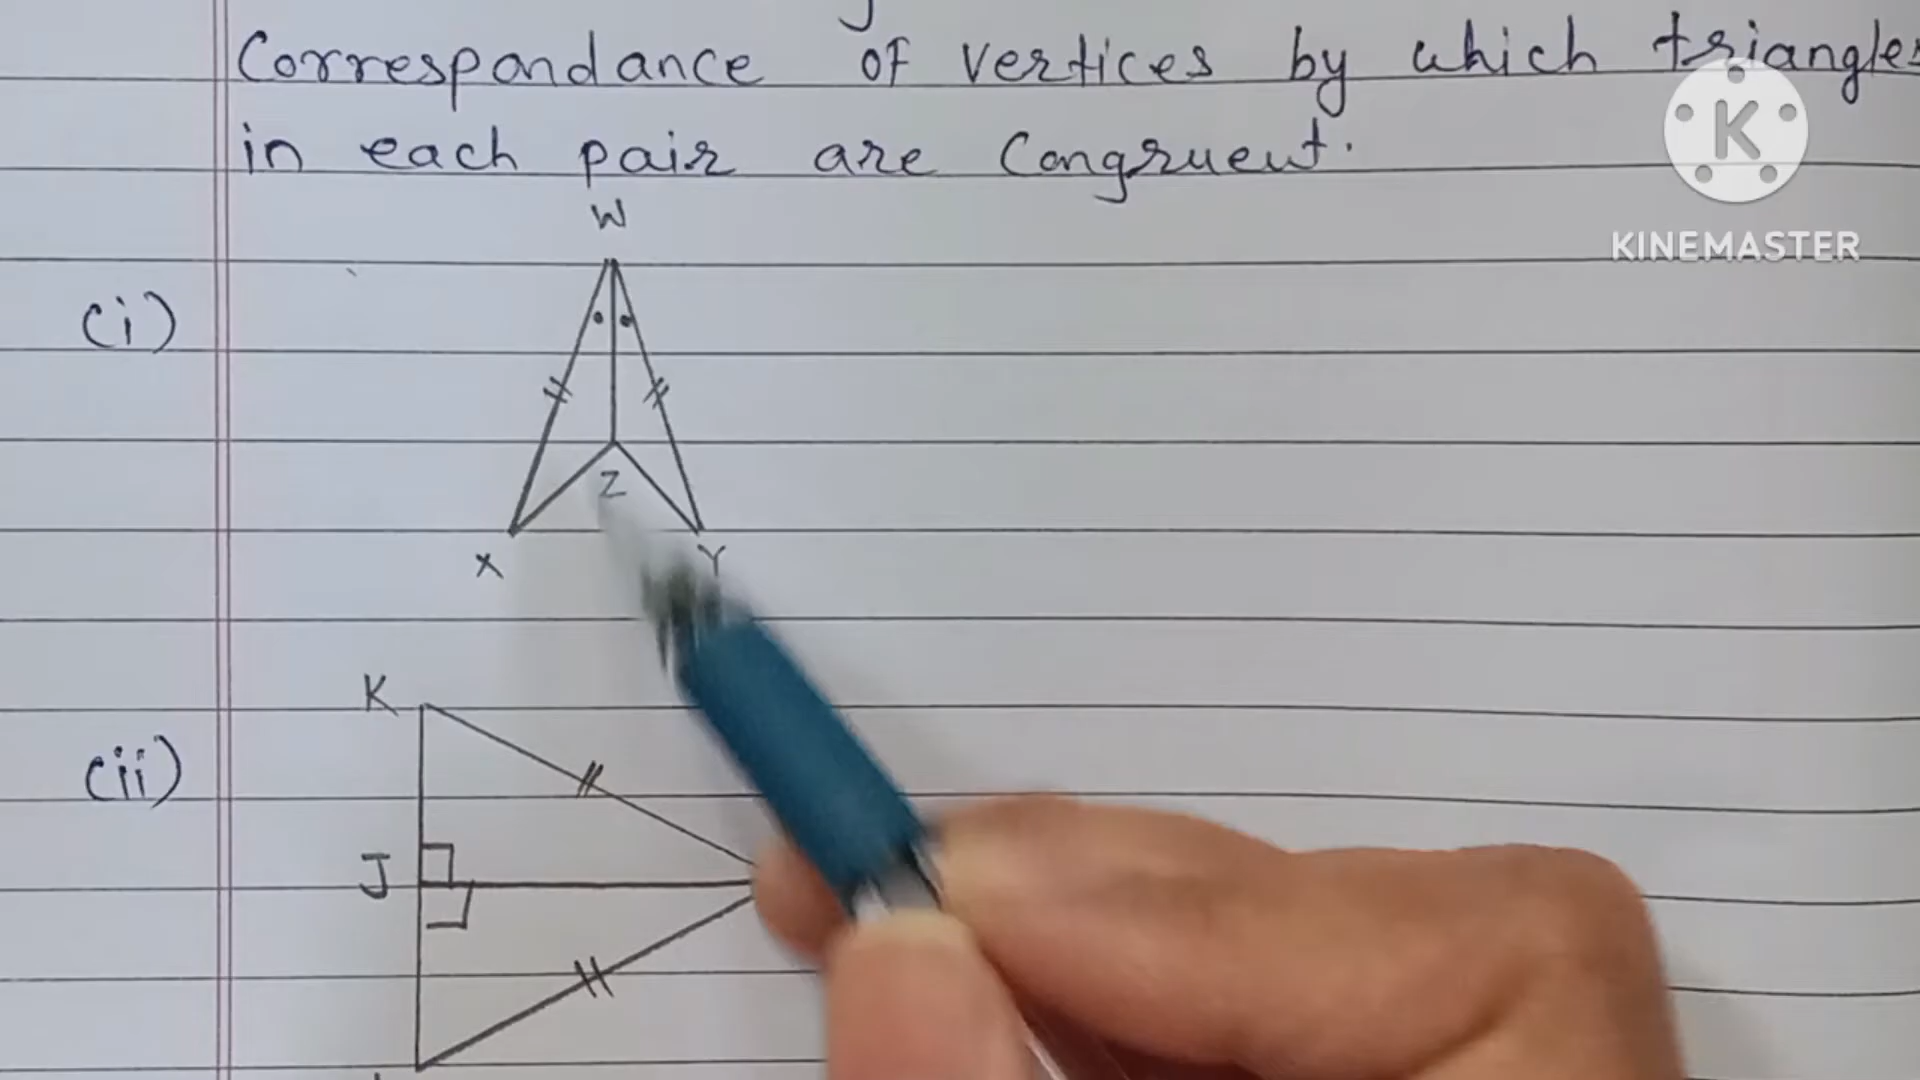 Correspondance of vertices by which triangles
in each pair are Congruent.
K
KINEMASTER
W
(i)
Z
X
Y
K
(ii)
J